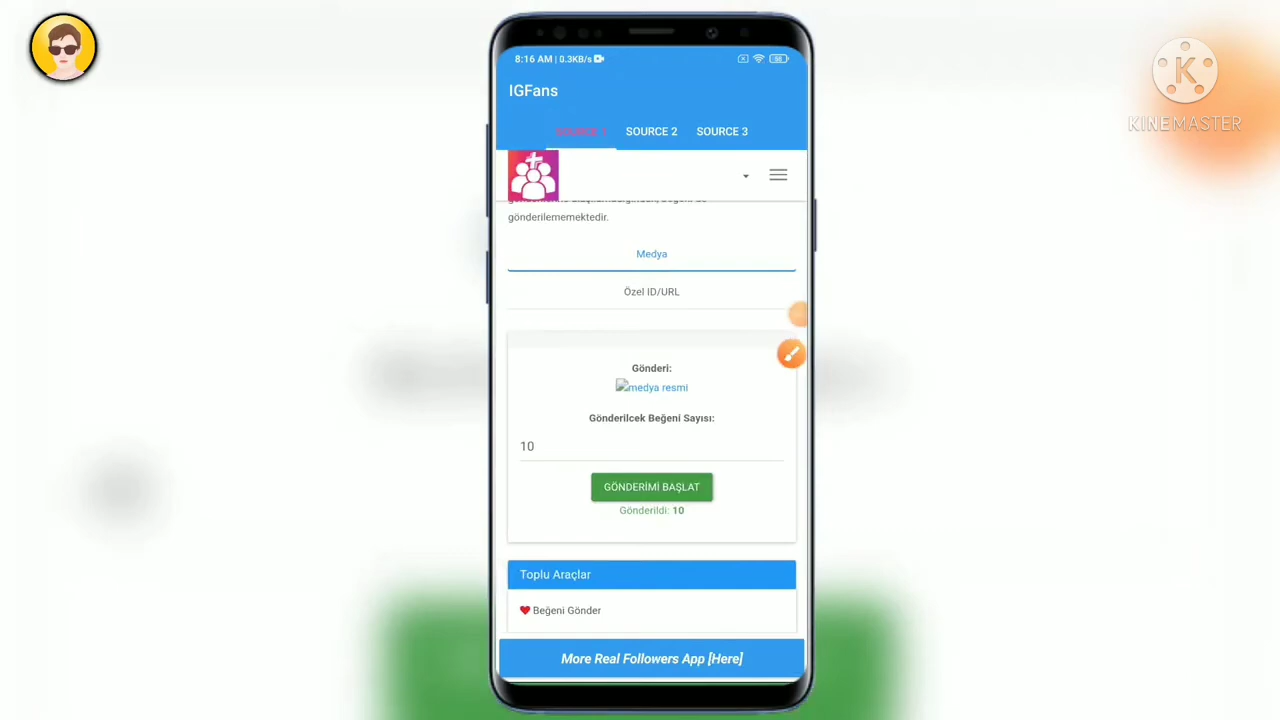 8:16 AM | 0.3KB/s
58
IGFans
SOURCE 1
SOURCE 2
SOURCE 3
gönderilememektedir.
Medya
Özel ID/URL
Gönderi:
medya resmi
Gönderilcek Beğeni Sayısı:
10
GÖNDERİMİ BAŞLAT
Gönderildi: 10
Toplu Araçlar
Beğeni Gönder
More Real Followers App [Here]
K
KINEMASTER